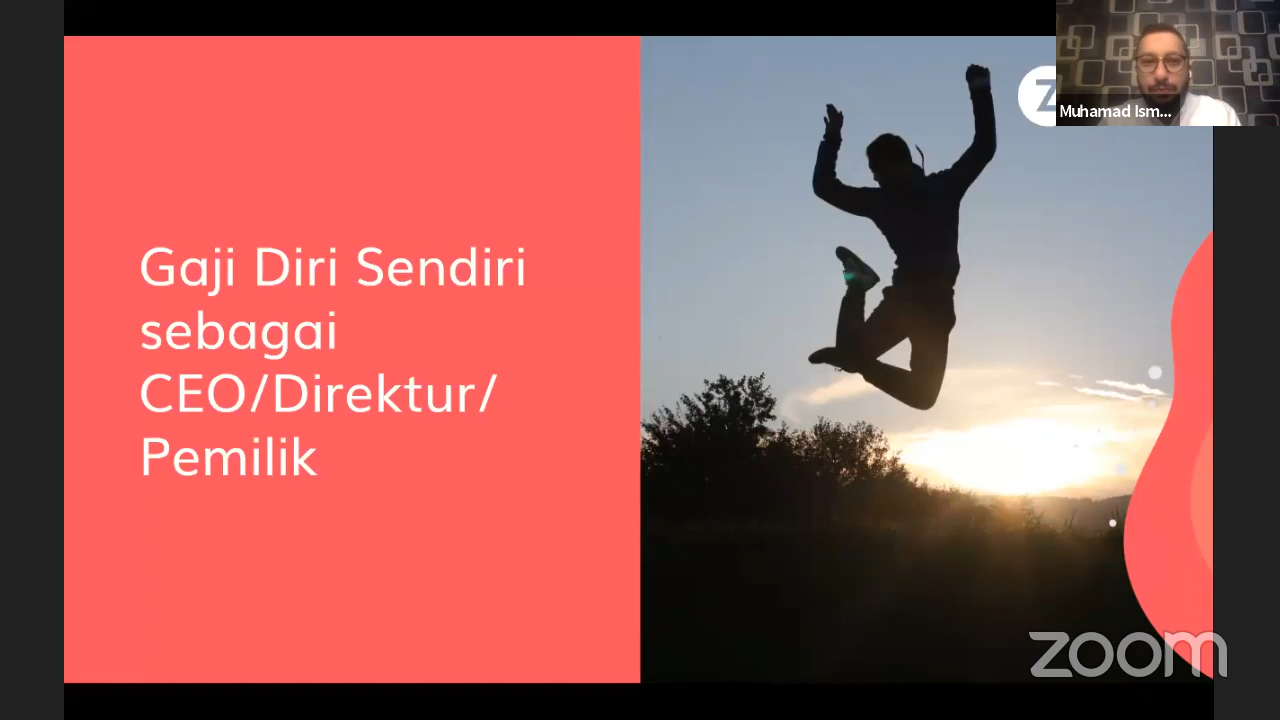 Gaji Diri Sendiri
sebagai
CEO/Direktur/
Pemilik
Z
Muhamad Ism...
zoom